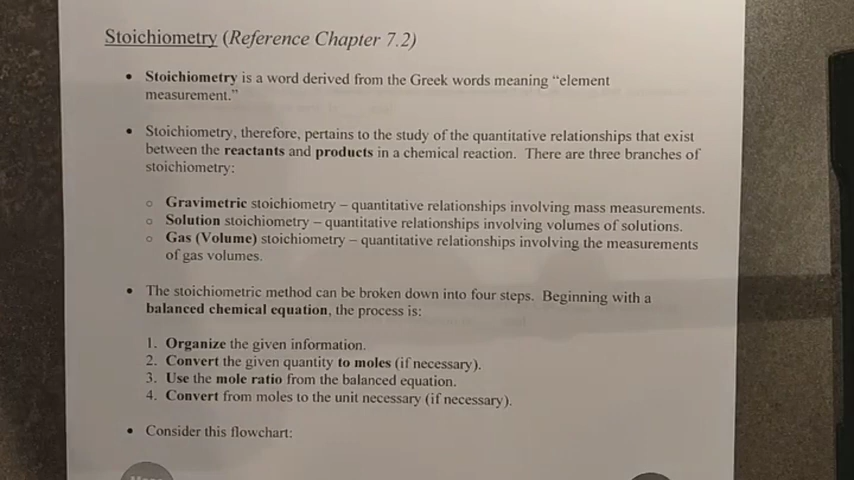 Stoichiometry (Reference Chapter 7.2)
• Stoichiometry is a word derived from the Greek words meaning “element
measurement.”
• Stoichiometry, therefore, pertains to the study of the quantitative relationships that exist
between the reactants and products in a chemical reaction. There are three branches of
stoichiometry:
o Gravimetric stoichiometry – quantitative relationships involving mass measurements.
o Solution stoichiometry – quantitative relationships involving volumes of solutions.
o Gas (Volume) stoichiometry – quantitative relationships involving the measurements
of gas volumes.
• The stoichiometric method can be broken down into four steps. Beginning with a
balanced chemical equation, the process is:
1. Organize the given information.
2. Convert the given quantity to moles (if necessary).
3. Use the mole ratio from the balanced equation.
4. Convert from moles to the unit necessary (if necessary).
• Consider this flowchart: